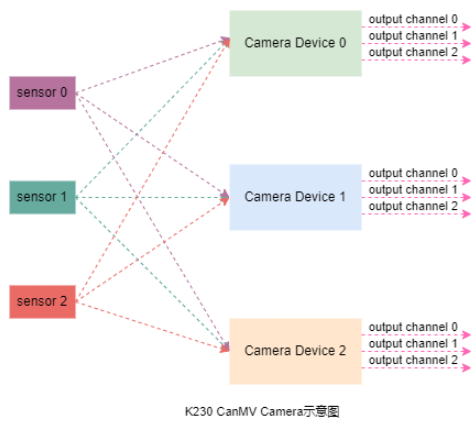 sensor 0
sensor 1
sensor 2
Camera Device 0
output channel 0
output channel 1
output channel 2
Camera Device 1
output channel 0
output channel 1
output channel 2
Camera Device 2
output channel 0
output channel 1
output channel 2
K230 CanMV Camera示意图